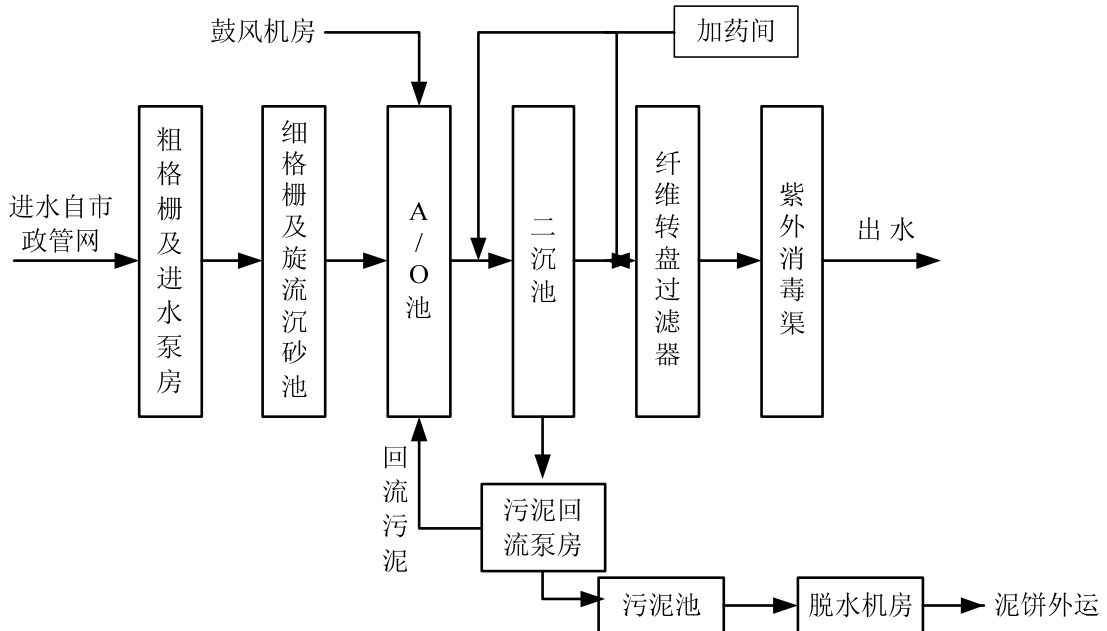 鼓风机房
加药间
进水自市
政管网
粗格栅及进水泵房
细格栅及旋流沉砂池
A/O池
二沉池
纤维转盘过滤器
紫外消毒渠
出水
回流污泥
污泥回
流泵房
污泥池
脱水机房
泥饼外运